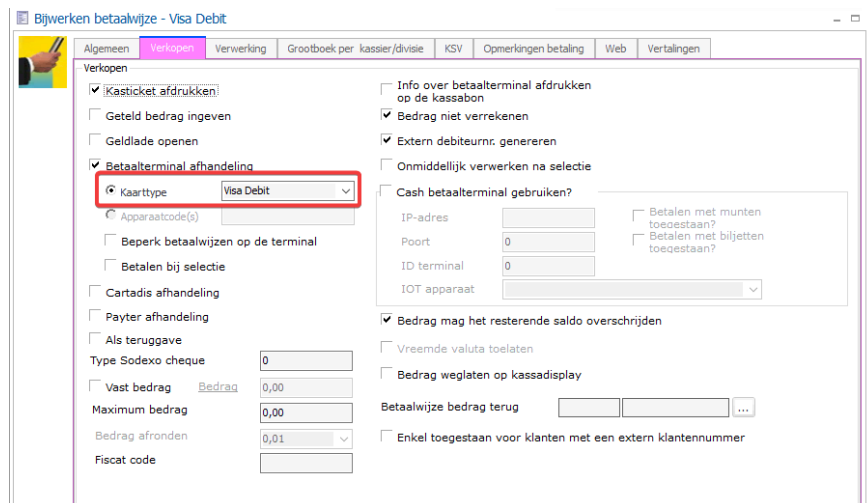 Bijwerken betaalwijze - Visa Debit
Algemeen Verkopen Verwerking Grootboek per kassier/divisie KSV Opmerkingen betaling Web Vertalingen
Verkopen
Kasticket afdrukken
Geteld bedrag ingeven
Geldlade openen
Betaalterminal afhandeling
Kaarttype Visa Debit
Apparaatcode(s)
Beperk betaalwijzen op de terminal
Betalen bij selectie
Cartadis afhandeling
Payter afhandeling
Als teruggave
Type Sodexo cheque 0
Vast bedrag Bedrag 0,00
Maximum bedrag 0,00
Bedrag afronden 0,01
Fiscat code
Info over betaalterminal afdrukken
op de kassabon
Bedrag niet verrekenen
Extern debiteurnr. genereren
Onmiddellijk verwerken na selectie
Cash betaalterminal gebruiken?
IP-adres
Poort 0
ID terminal 0
IOT apparaat
Betalen met munten
toegestaan?
Betalen met biljetten
toegestaan?
Bedrag mag het resterende saldo overschrijden
Vreemde valuta toelaten
Bedrag weglaten op kassadisplay
Betaalwijze bedrag terug ...
Enkel toegestaan voor klanten met een extern klantennummer